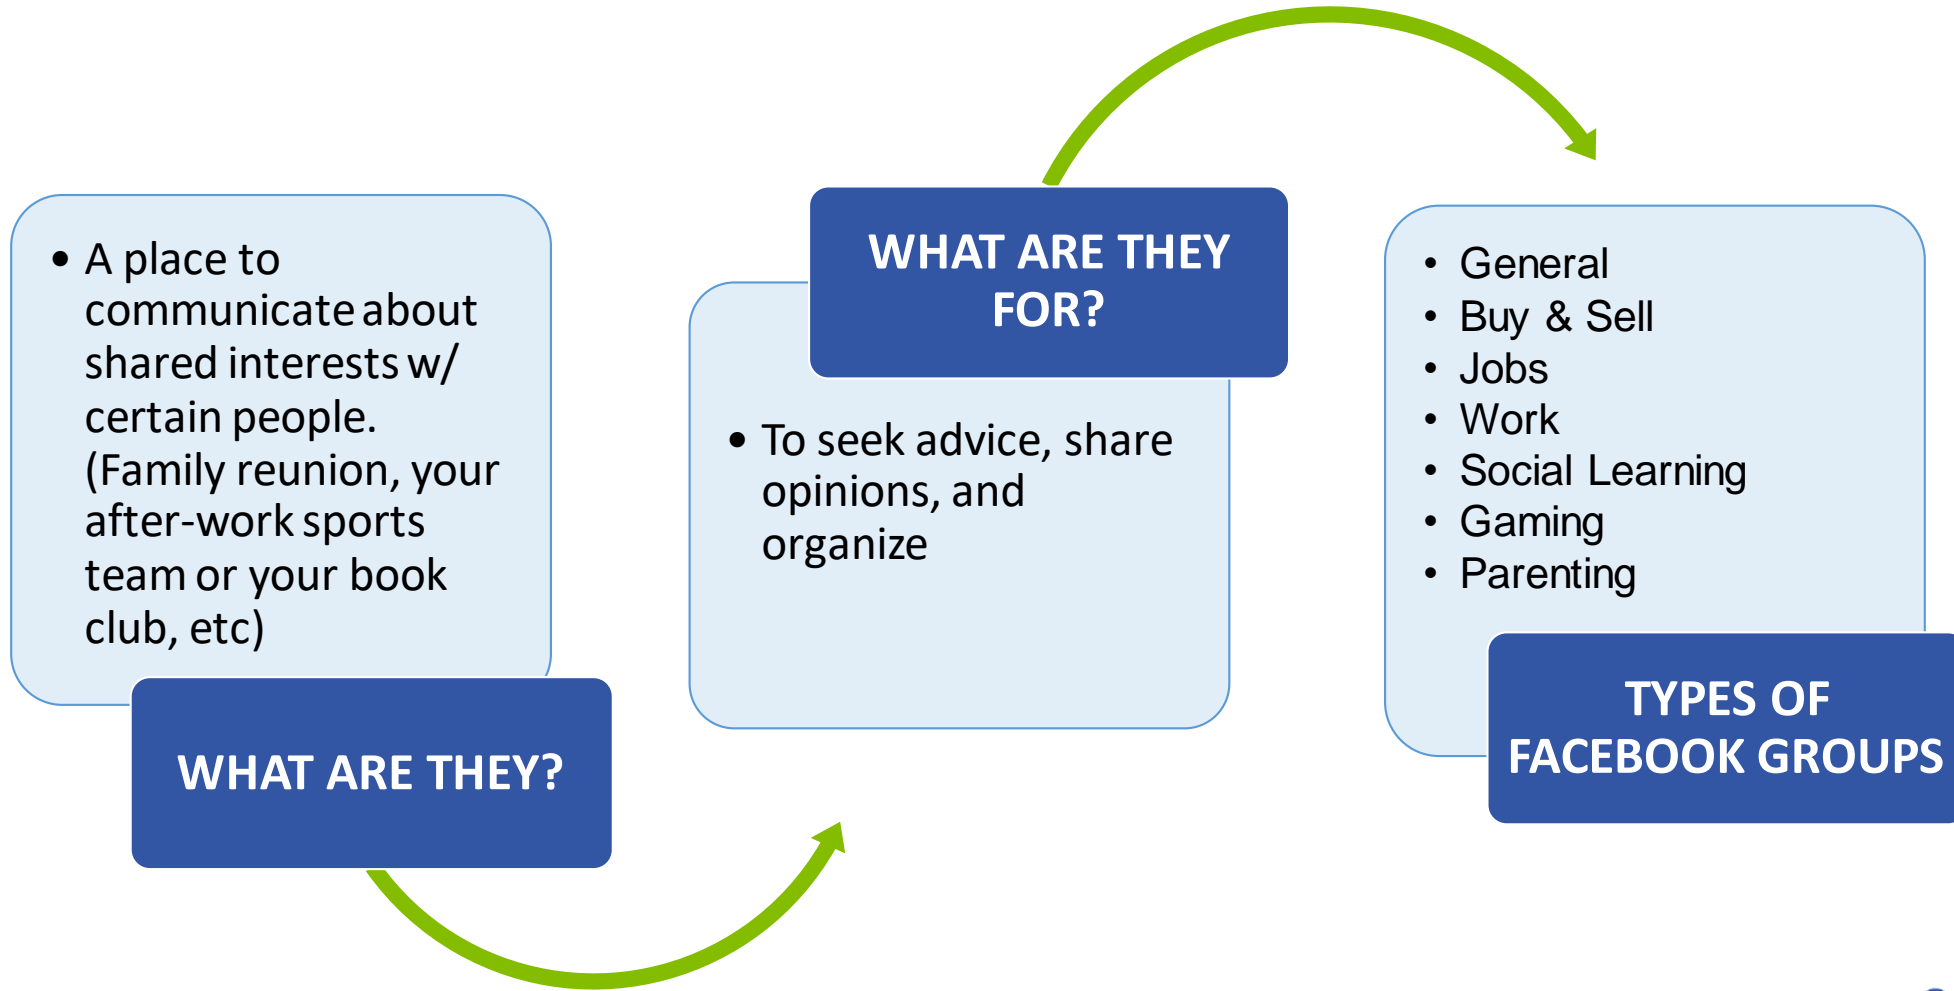 • A place to
communicate about
shared interests w/
certain people.
(Family reunion, your
after-work sports
team or your book
club, etc)
WHAT ARE THEY?
WHAT ARE THEY
FOR?
• To seek advice, share
opinions, and
organize
• General
• Buy & Sell
• Jobs
• Work
• Social Learning
• Gaming
• Parenting
TYPES OF
FACEBOOK GROUPS